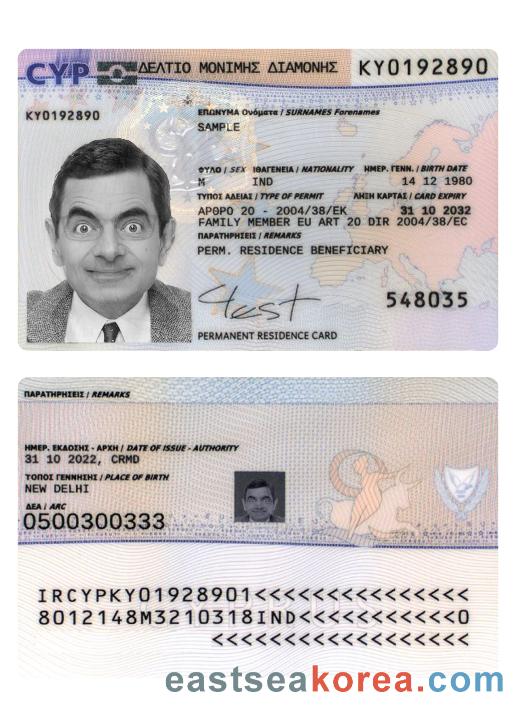 CYP ΔΕΛΤΙΟ ΜΟΝΙΜΗΣ ΔΙΑΜΟΝΗΣ KY0192890
KY0192890
ΕΠΩΝΥΜΑ Ονόματα / SURNAMES Forenames
SAMPLE
ΦΥΛΟ / SEX ΙΘΑΓΕΝΕΙΑ / NATIONALITY ΗΜΕΡ. ΓΕΝΝ. / BIRTH DATE
M IND 14 12 1980
ΤΥΠΟΣ ΑΔΕΙΑΣ / TYPE OF PERMIT ΛΗΞΗ ΚΑΡΤΑΣ / CARD EXPIRY
ΑΡΘΡΟ 20 - 2004/38/ΕΚ 31 10 2032
FAMILY MEMBER EU ART 20 DIR 2004/38/EC
ΠΑΡΑΤΗΡΗΣΕΙΣ / REMARKS
PERM. RESIDENCE BENEFICIARY
Test
548035
PERMANENT RESIDENCE CARD
ΠΑΡΑΤΗΡΗΣΕΙΣ / REMARKS
ΗΜΕΡ. ΕΚΔΟΣΗΣ - ΑΡΧΗ / DATE OF ISSUE - AUTHORITY
31 10 2022, CRMD
ΤΟΠΟΣ ΓΕΝΝΗΣΗΣ / PLACE OF BIRTH
NEW DELHI
ΔΕΑ / ARC
0500300333
IRCYPKY01928901<<<<<<<<<<<<<<<
8012148M3210318IND<<<<<<<<<<<0
<<<<<<<<<<<<<<<<<<
eastseakorea.com